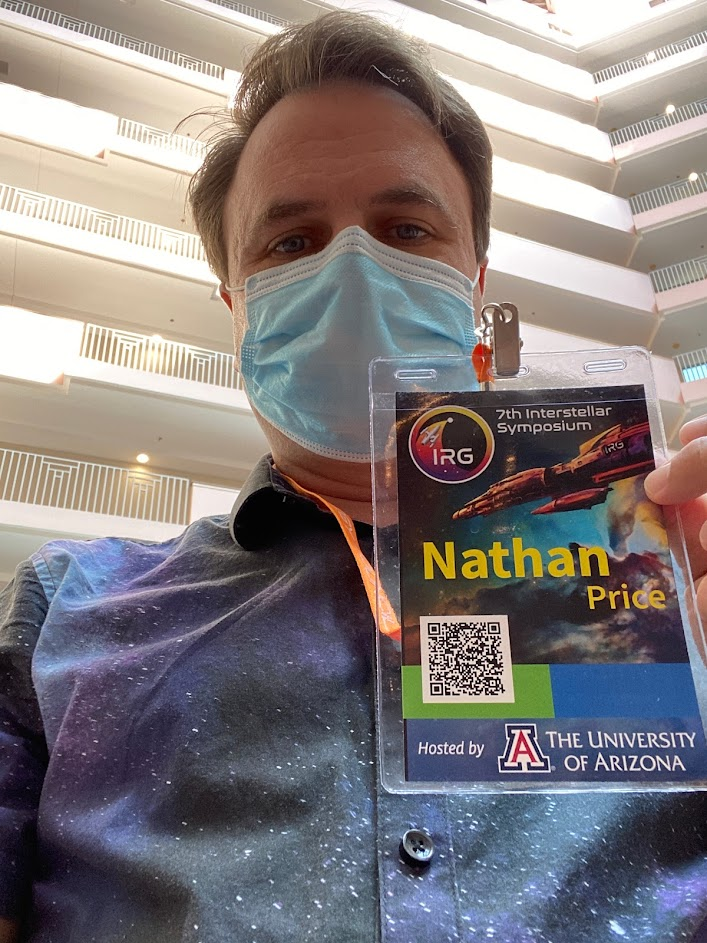 7th Interstellar
Symposium
IRG
IRG
Nathan
Price
Hosted by
A
THE UNIVERSITY
OF ARIZONA